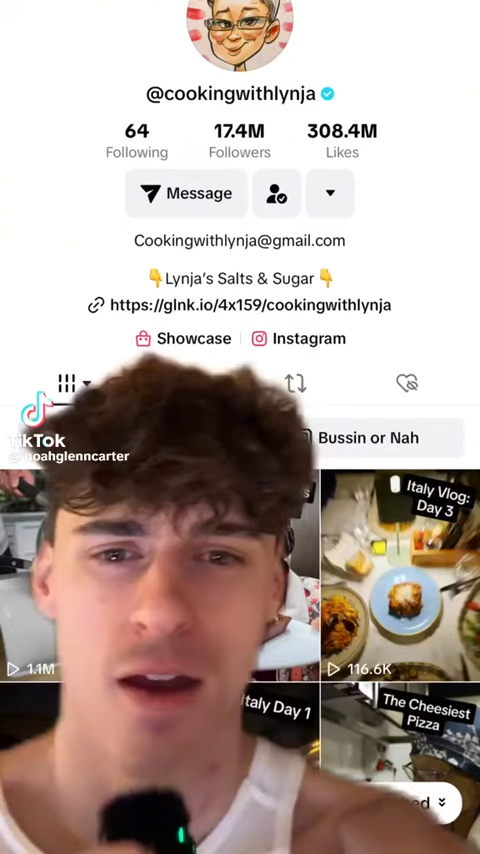 @cookingwithlynja
64 17.4M 308.4M
Following Followers Likes
Message
Cookingwithlynja@gmail.com
👇Lynja's Salts & Sugar👇
https://glnk.io/4x159/cookingwithlynja
Showcase Instagram
TikTok
@noahglenncarter
Bussin or Nah
Italy Vlog:
Day 3
1.1M
116.6K
Italy Day 1
The Cheesiest
Pizza